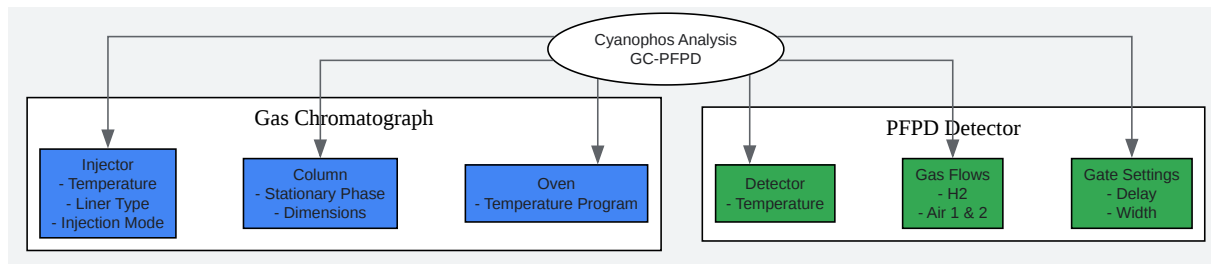 Cyanophos Analysis
GC-PFPD
Gas Chromatograph
Injector
- Temperature
- Liner Type
- Injection Mode
Column
- Stationary Phase
- Dimensions
Oven
- Temperature Program
PFPD Detector
Detector
- Temperature
Gas Flows
- H2
- Air 1 & 2
Gate Settings
- Delay
- Width